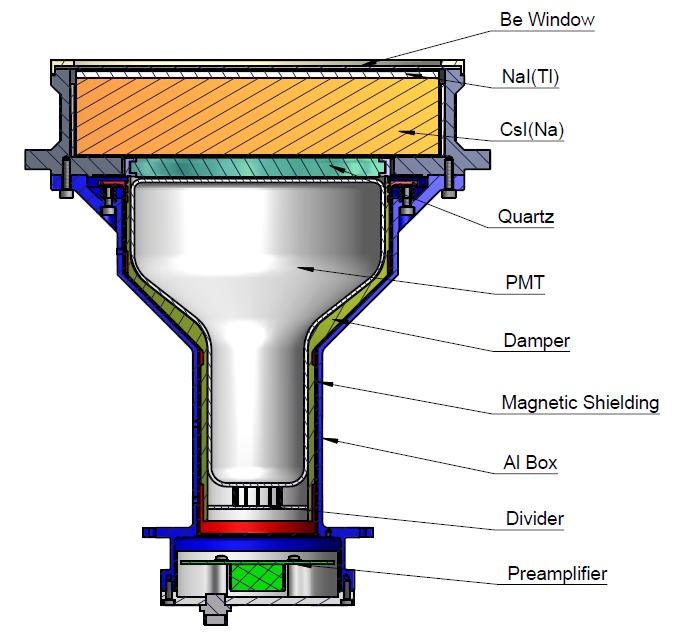 Be Window
NaI(Tl)
CsI(Na)
Quartz
PMT
Damper
Magnetic Shielding
Al Box
Divider
Preamplifier